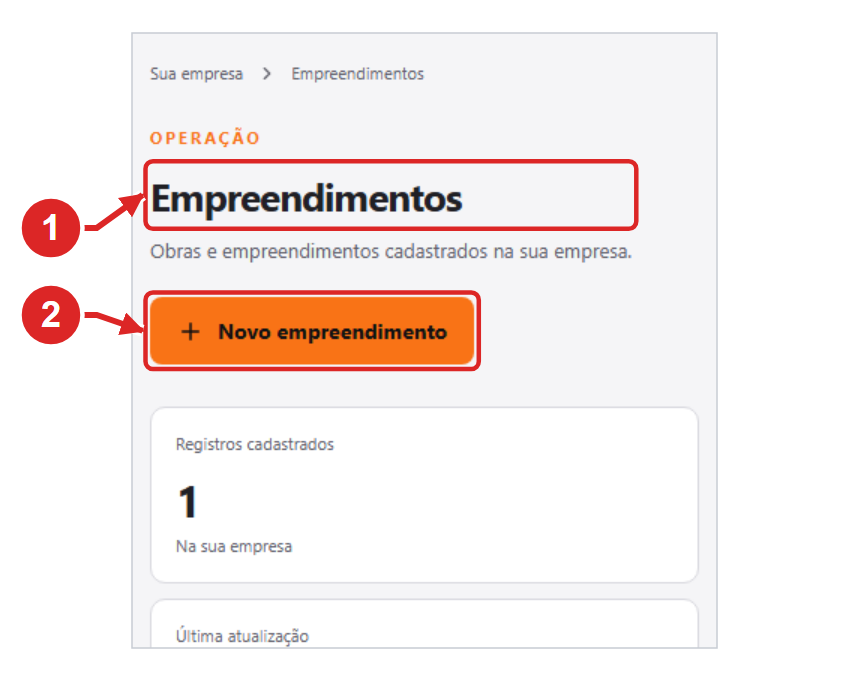 Sua empresa > Empreendimentos
OPERAÇÃO
1
Empreendimentos
Obras e empreendimentos cadastrados na sua empresa.
2
+ Novo empreendimento
Registros cadastrados
1
Na sua empresa
Última atualização